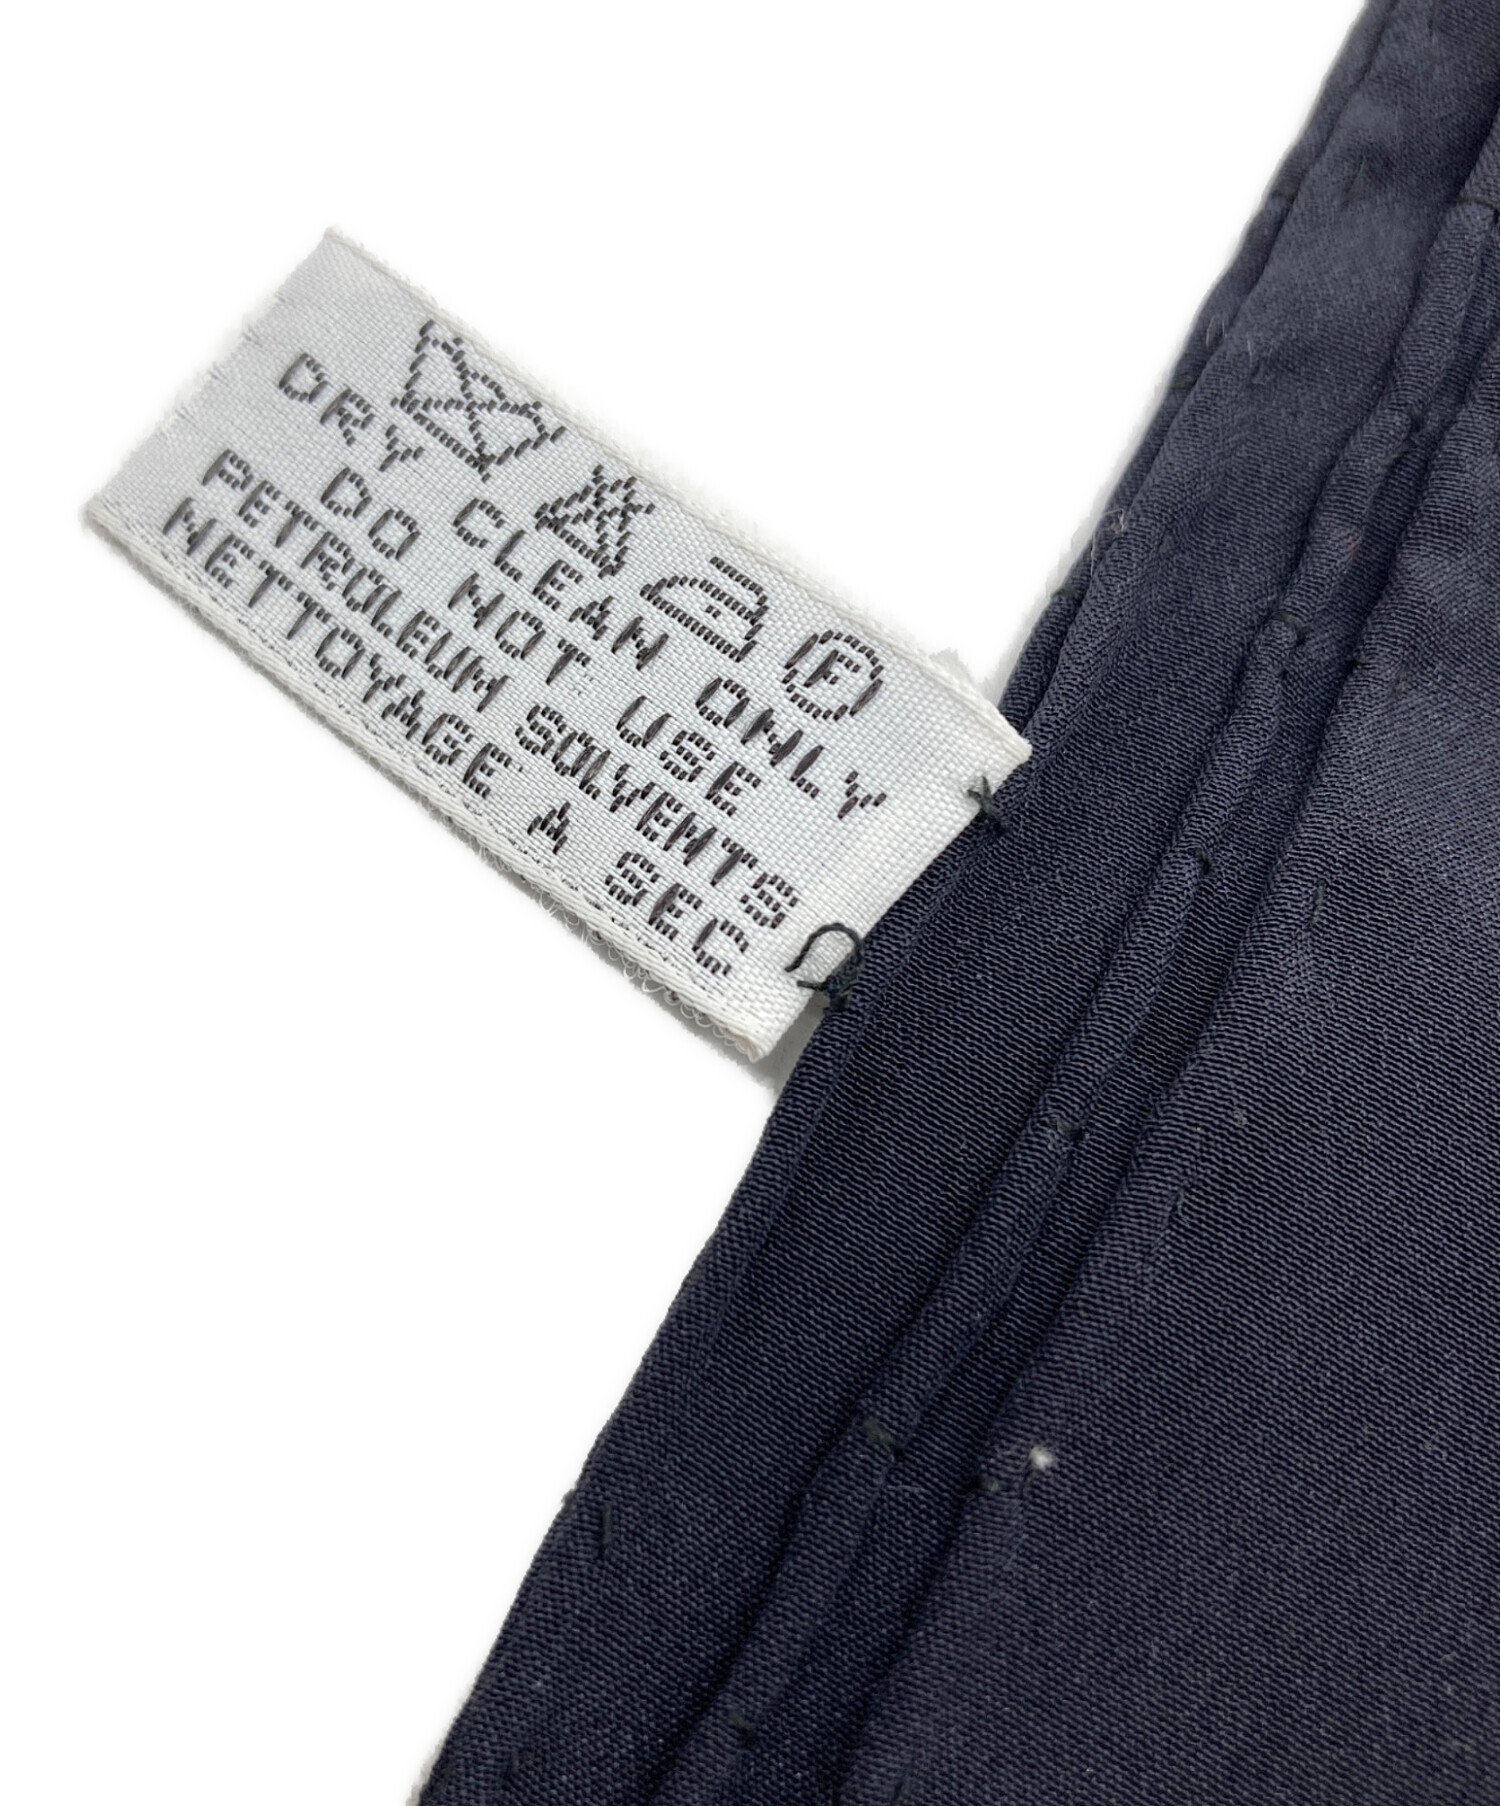 F
DRY CLEAN ONLY
DO NOT USE
PETROLEUM SOLVENTS
NETTOYAGE A SEC